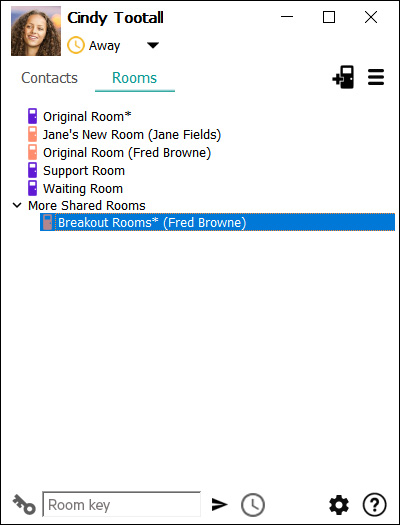 Cindy Tootall
Away
Contacts
Rooms
Original Room*
Jane's New Room (Jane Fields)
Original Room (Fred Browne)
Support Room
Waiting Room
More Shared Rooms
Breakout Rooms* (Fred Browne)
Room key
?